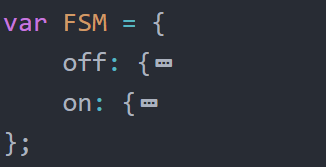 var FSM = {
    off: {⋯
    on: {⋯
};